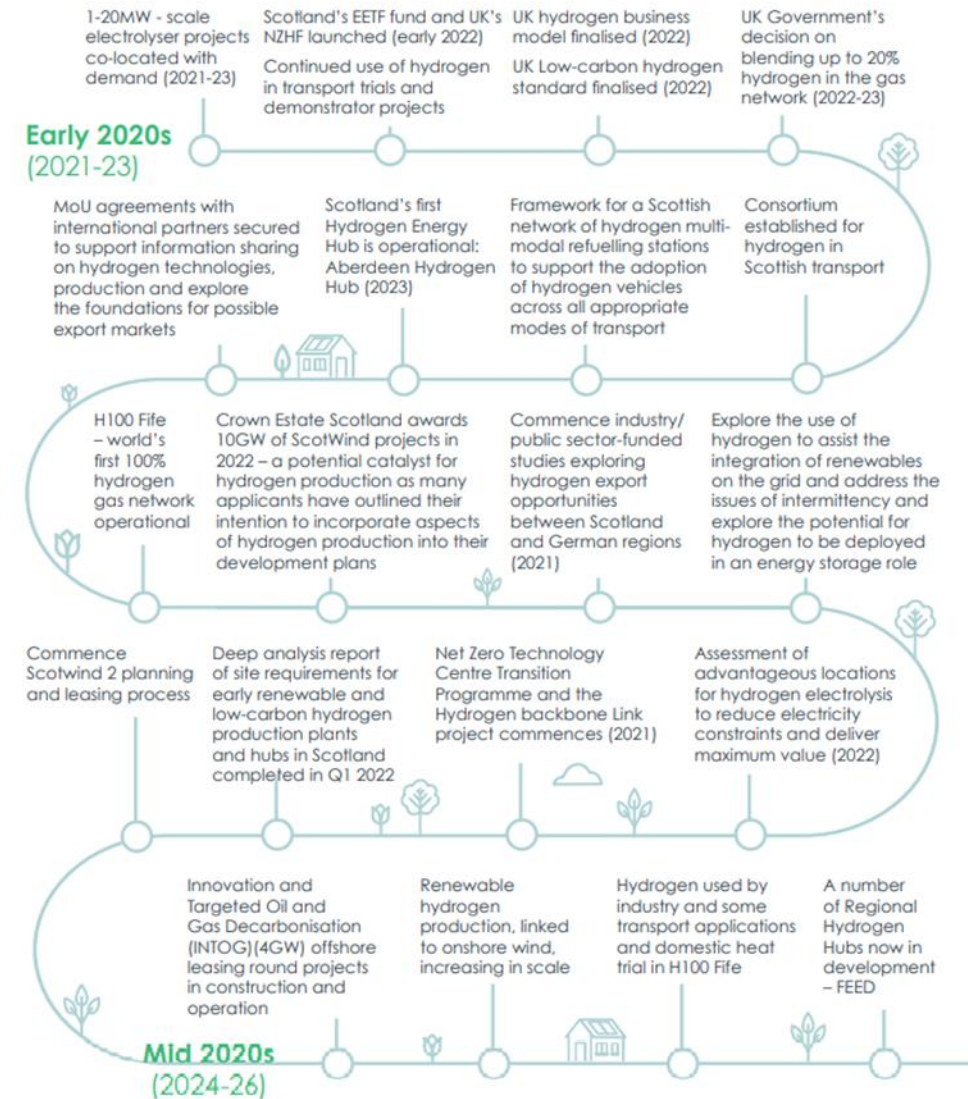 1-20MW - scale
electrolyser projects
co-located with
demand (2021-23)
Scotland's EETF fund and UK's
NZHF launched (early 2022)
Continued use of hydrogen
in transport trials and
demonstrator projects
UK hydrogen business
model finalised (2022)
UK Low-carbon hydrogen
standard finalised (2022)
UK Government's
decision on
blending up to 20%
hydrogen in the gas
network (2022-23)
Early 2020s
(2021-23)
MoU agreements with
international partners secured
to support information sharing
on hydrogen technologies,
production and explore
the foundations for possible
export markets
Scotland's first
Hydrogen Energy
Hub is operational:
Aberdeen Hydrogen
Hub (2023)
Framework for a Scottish
network of hydrogen multi-
modal refuelling stations
to support the adoption
of hydrogen vehicles
across all appropriate
modes of transport
Consortium
established for
hydrogen in
Scottish transport
H100 Fife
– world's
first 100%
hydrogen
gas network
operational
Crown Estate Scotland awards
10GW of ScotWind projects in
2022 – a potential catalyst for
hydrogen production as many
applicants have outlined their
intention to incorporate aspects
of hydrogen production into their
development plans
Commence industry/
public sector-funded
studies exploring
hydrogen export
opportunities
between Scotland
and German regions
(2021)
Explore the use of
hydrogen to assist the
integration of renewables
on the grid and address the
issues of intermittency and
explore the potential for
hydrogen to be deployed
in an energy storage role
Commence
Scotwind 2 planning
and leasing process
Deep analysis report
of site requirements for
early renewable and
low-carbon hydrogen
production plants
and hubs in Scotland
completed in Q1 2022
Net Zero Technology
Centre Transition
Programme and the
Hydrogen backbone Link
project commences (2021)
Assessment of
advantageous locations
for hydrogen electrolysis
to reduce electricity
constraints and deliver
maximum value (2022)
Innovation and
Targeted Oil and
Gas Decarbonisation
(INTOG)(4GW) offshore
leasing round projects
in construction and
operation
Renewable
hydrogen
production, linked
to onshore wind,
increasing in scale
Hydrogen used by
industry and some
transport applications
and domestic heat
trial in H100 Fife
A number
of Regional
Hydrogen
Hubs now in
development
– FEED
Mid 2020s
(2024-26)